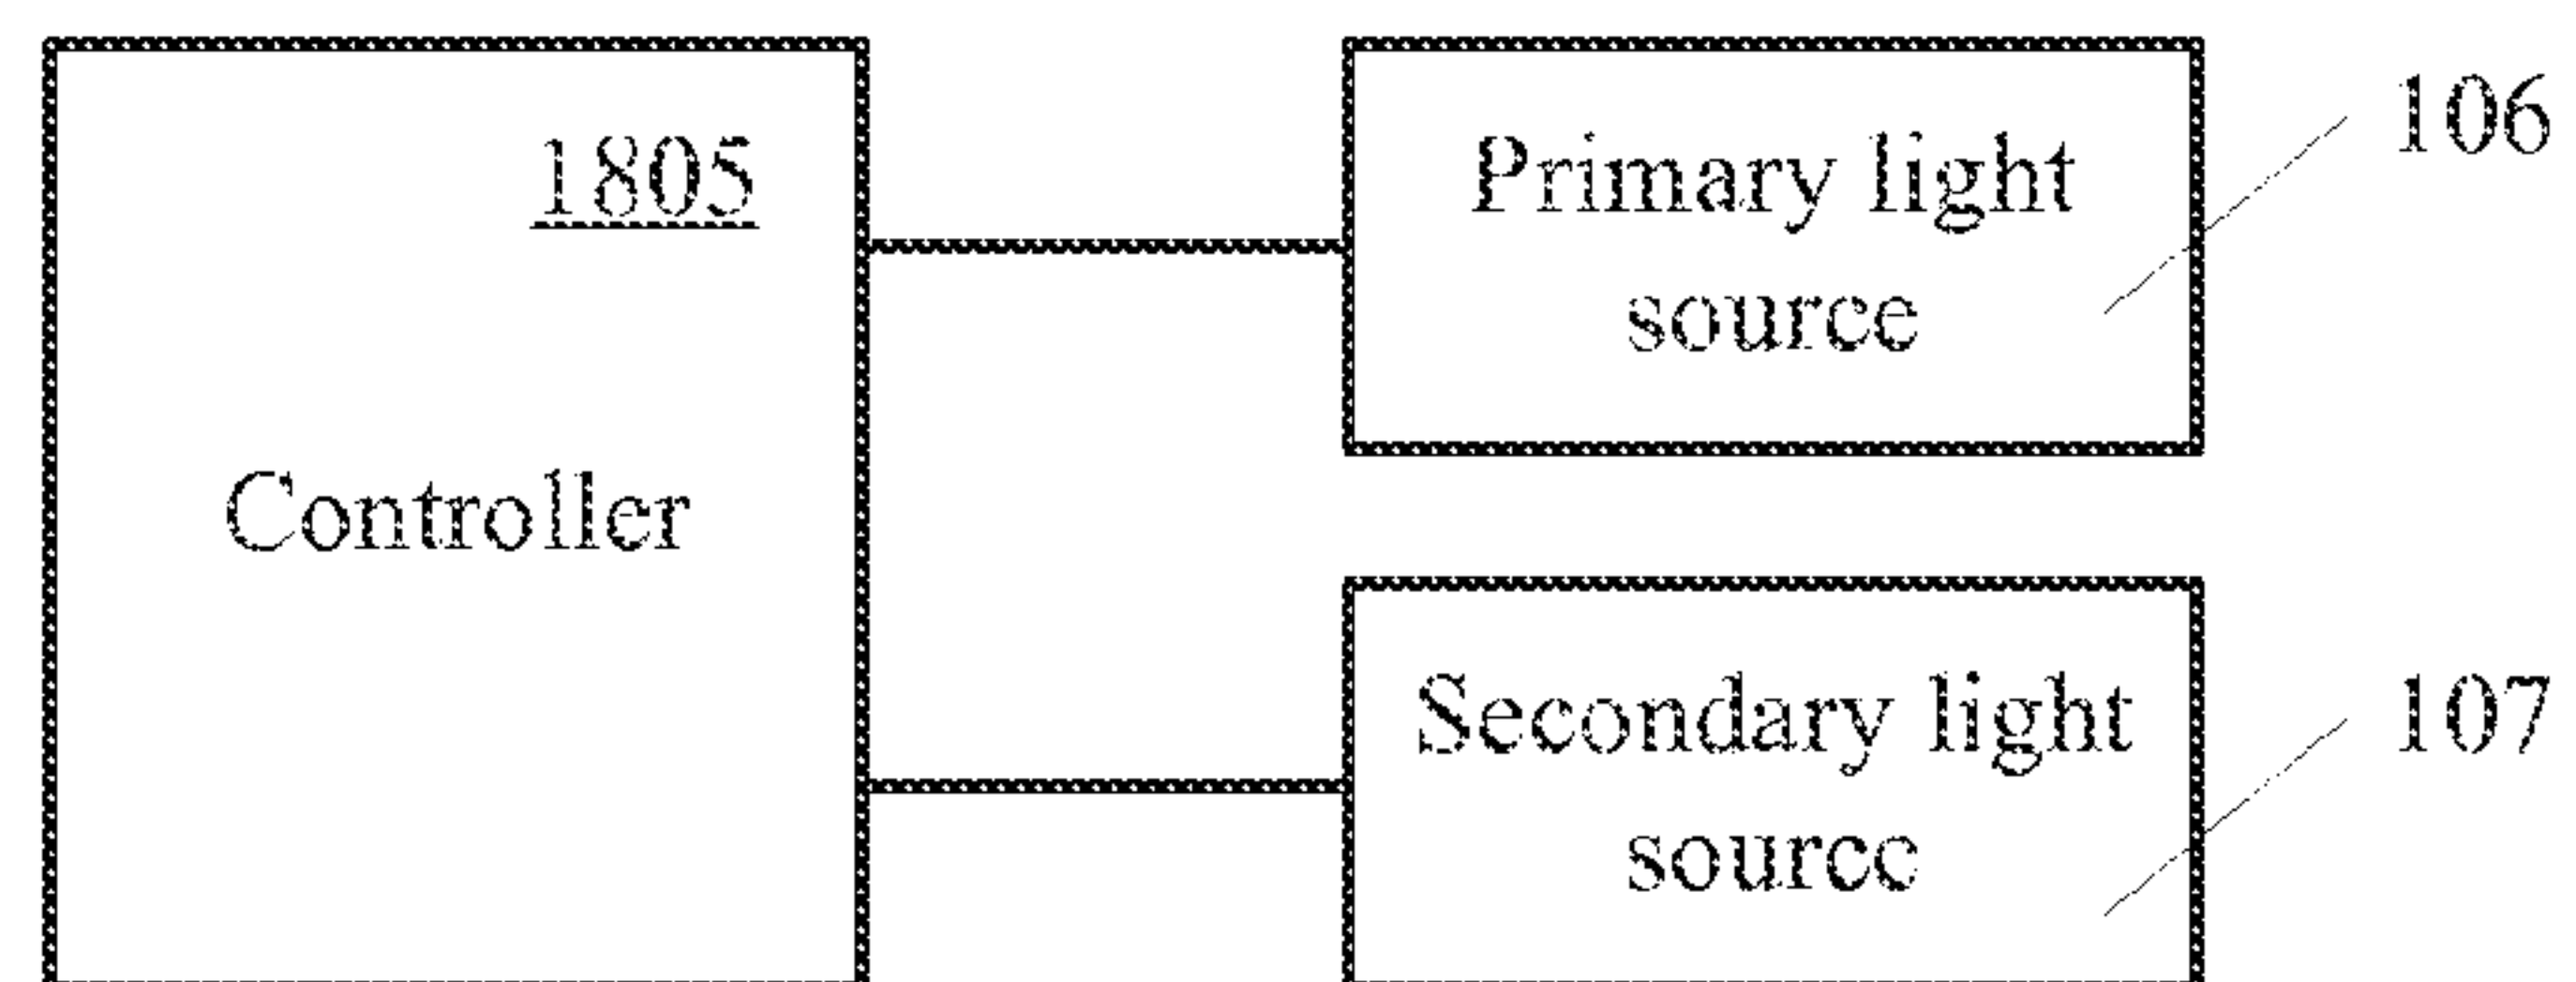 1805
Controller
Primary light
source
106
Secondary light
source
107